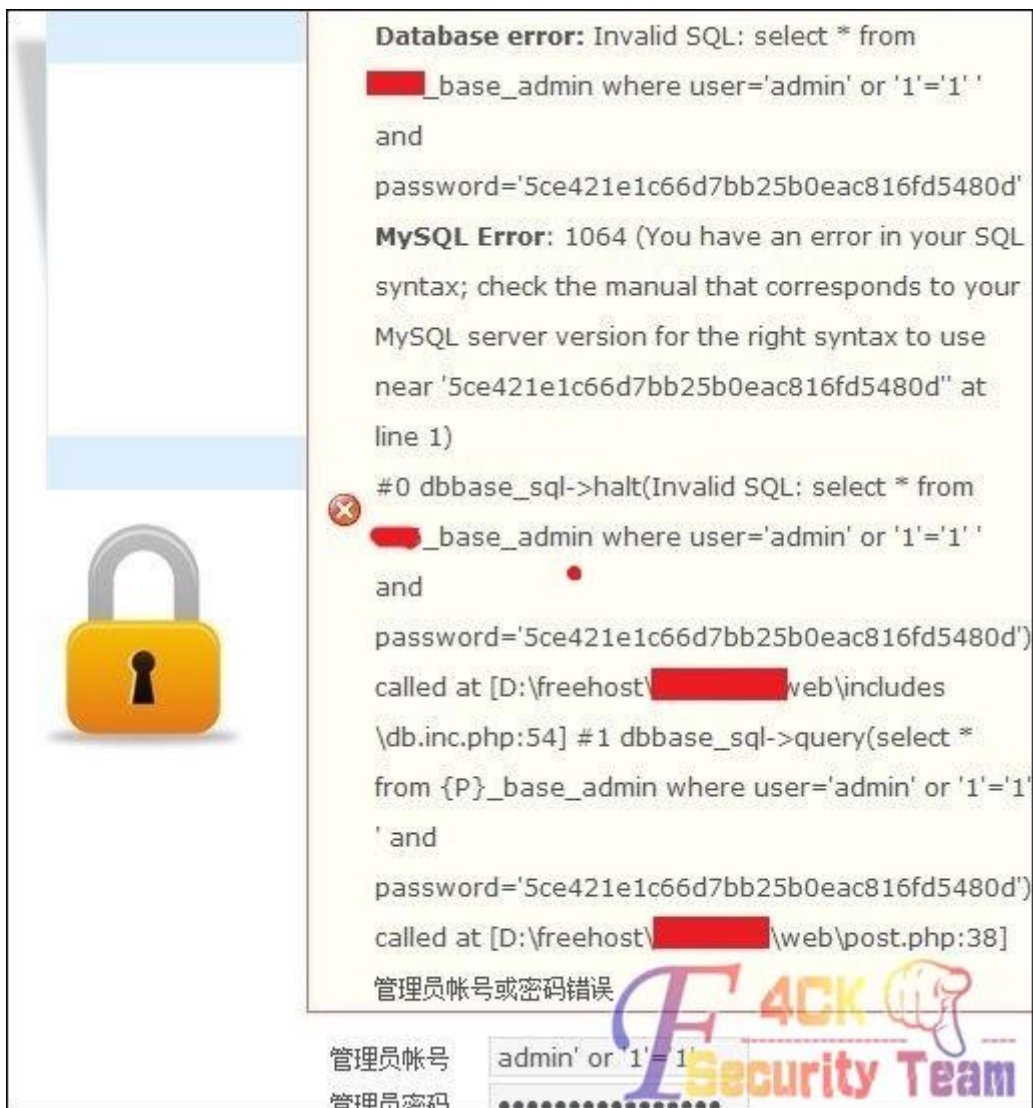 Database error: Invalid SQL: select * from
_base_admin where user='admin' or '1'='1' '
and
password='5ce421e1c66d7bb25b0eac816fd5480d'
MySQL Error: 1064 (You have an error in your SQL
syntax; check the manual that corresponds to your
MySQL server version for the right syntax to use
near '5ce421e1c66d7bb25b0eac816fd5480d'' at
line 1)
#0 dbbase_sql->halt(Invalid SQL: select * from
_base_admin where user='admin' or '1'='1' '
and
password='5ce421e1c66d7bb25b0eac816fd5480d')
called at [D:\freehost\ web\includes
\db.inc.php:54] #1 dbbase_sql->query(select *
from {P}_base_admin where user='admin' or '1'='1'
' and
password='5ce421e1c66d7bb25b0eac816fd5480d')
called at [D:\freehost\ \web\post.php:38]
管理员帐号或密码错误
F4CK
Security Team
管理员帐号 admin' or '1'='1'
管理员密码 ••••••••••••••••